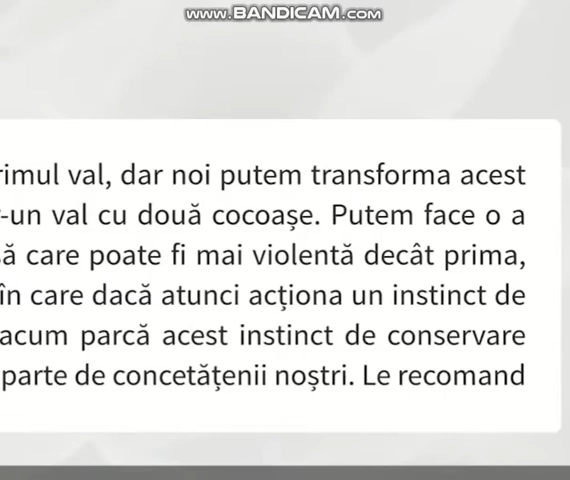 www.BANDICAM.com
val, dar noi putem transforma acest
un val cu două cocoașe. Putem face o a
care poate fi mai violentă decât prima,
în care dacă atunci acționa un instinct de
acum parcă acest instinct de conservare
parte de concetățenii noștri. Le recomand